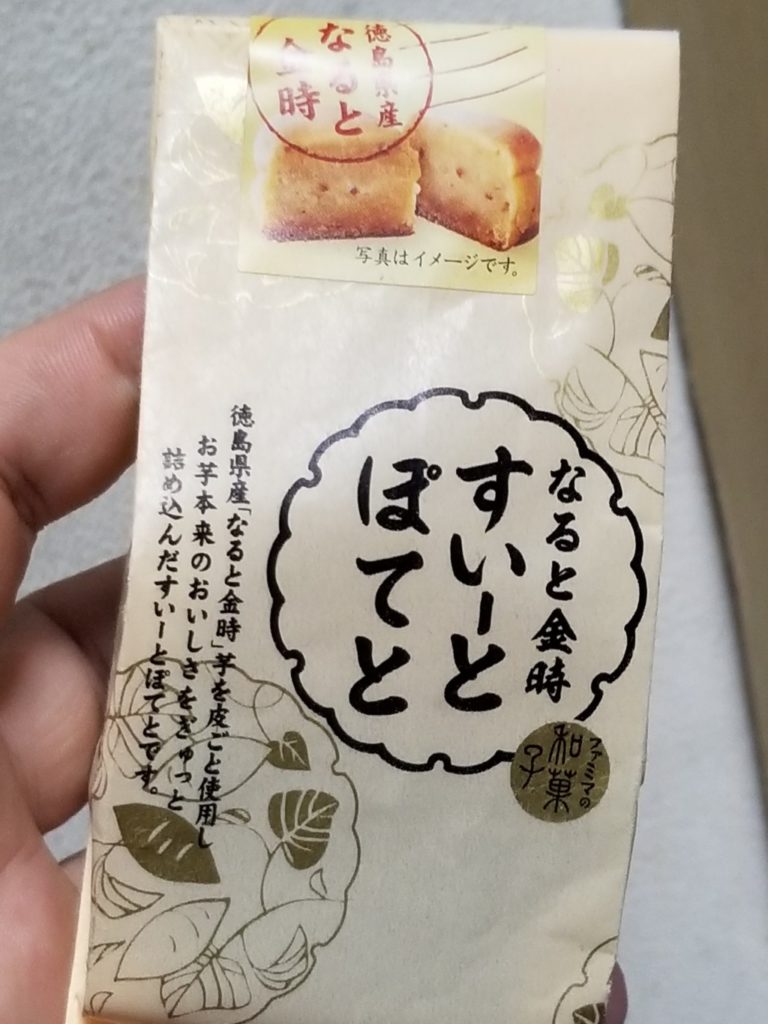 徳島県産
なると
金時
写真はイメージです。
なると金時
すいーと
ぽてと
ファミマの
和菓
子
徳島県産「なると金時」芋を皮ごと使用し
お芋本来のおいしさをぎゅっと
詰め込んだすいーとぽてとです。